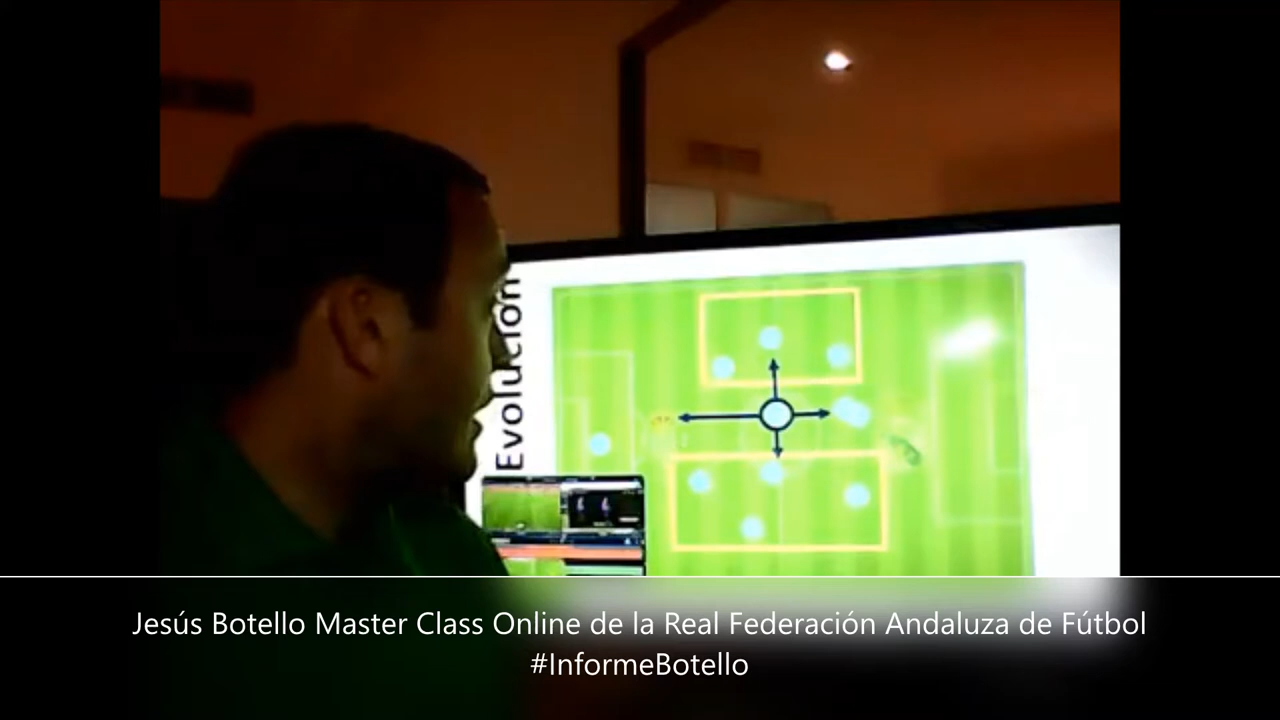 Evolución
Jesús Botello Master Class Online de la Real Federación Andaluza de Fútbol
#InformeBotello